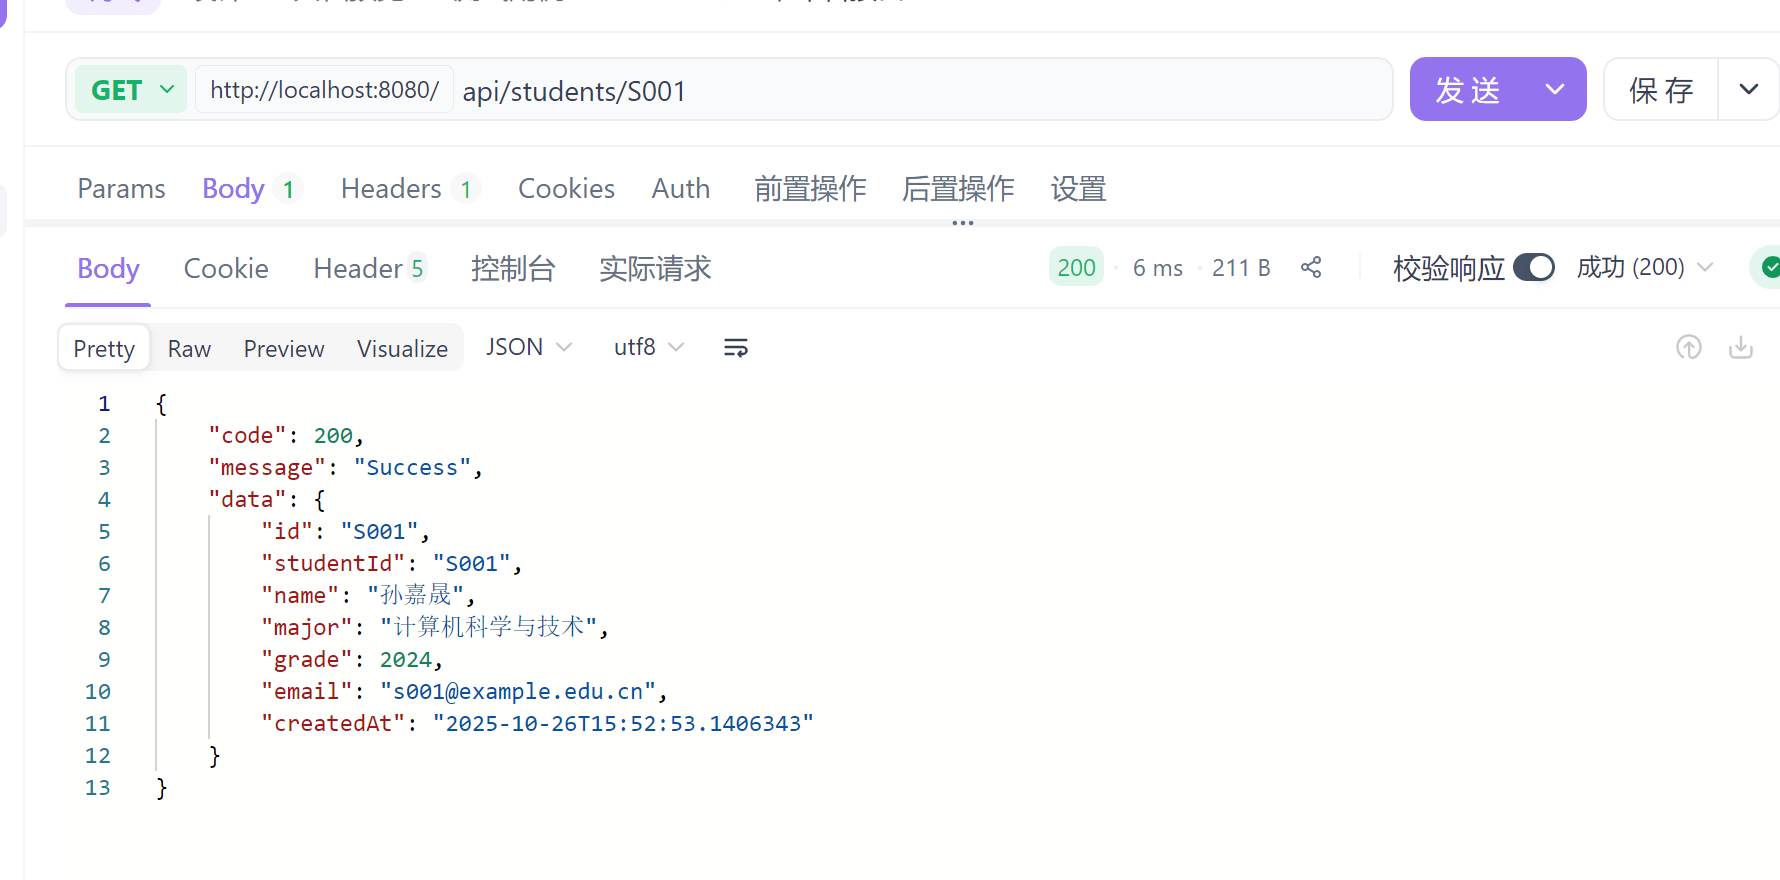 GET http://localhost:8080/ api/students/S001 发送 保存
Params Body 1 Headers 1 Cookies Auth 前置操作 后置操作 设置
Body Cookie Header 5 控制台 实际请求 200 · 6 ms · 211 B 校验响应 成功 (200)
Pretty Raw Preview Visualize JSON utf8
1 {
2 "code": 200,
3 "message": "Success",
4 "data": {
5 "id": "S001",
6 "studentId": "S001",
7 "name": "孙嘉晟",
8 "major": "计算机科学与技术",
9 "grade": 2024,
10 "email": "s001@example.edu.cn",
11 "createdAt": "2025-10-26T15:52:53.1406343"
12 }
13 }